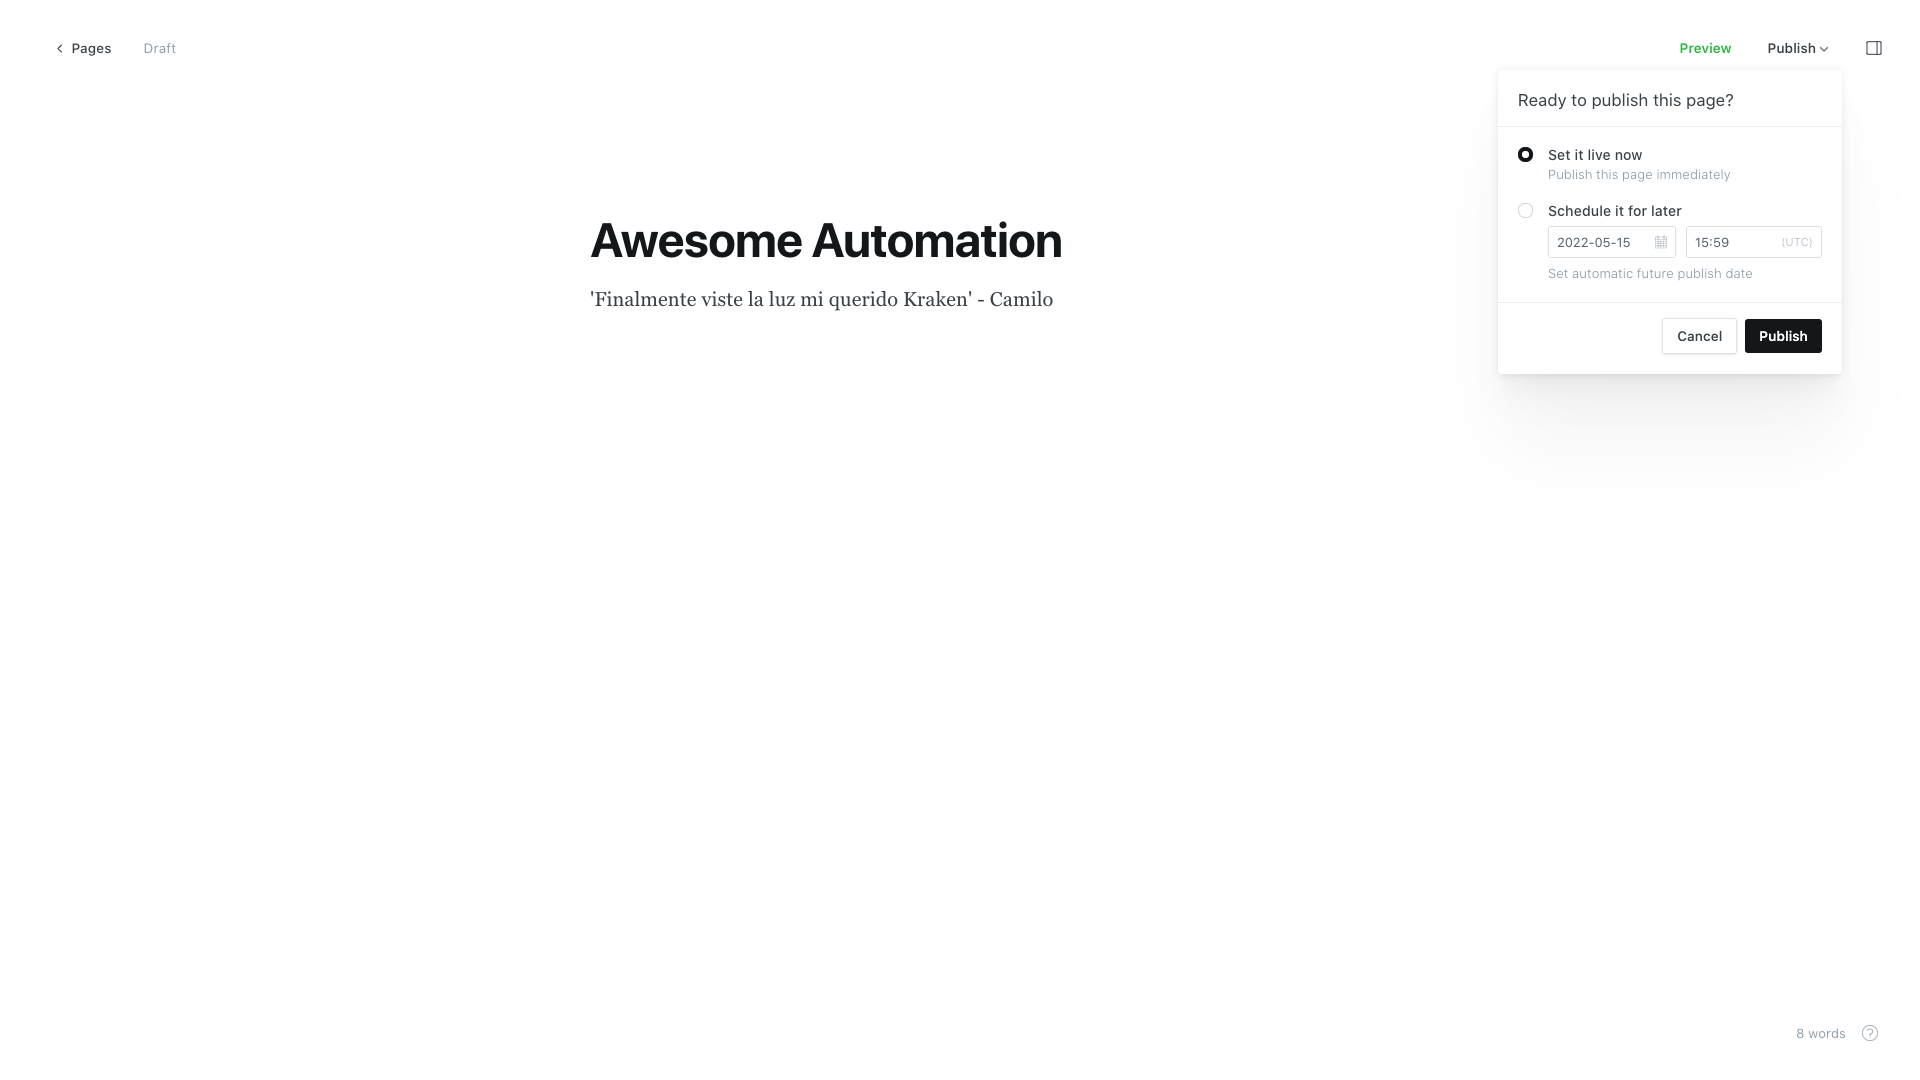 Pages
Draft
Preview
Publish
Ready to publish this page?
Set it live now
Publish this page immediately
Schedule it for later
2022-05-15
15:59
(UTC)
Set automatic future publish date
Cancel
Publish
Awesome Automation
'Finalmente viste la luz mi querido Kraken' - Camilo
8 words
?